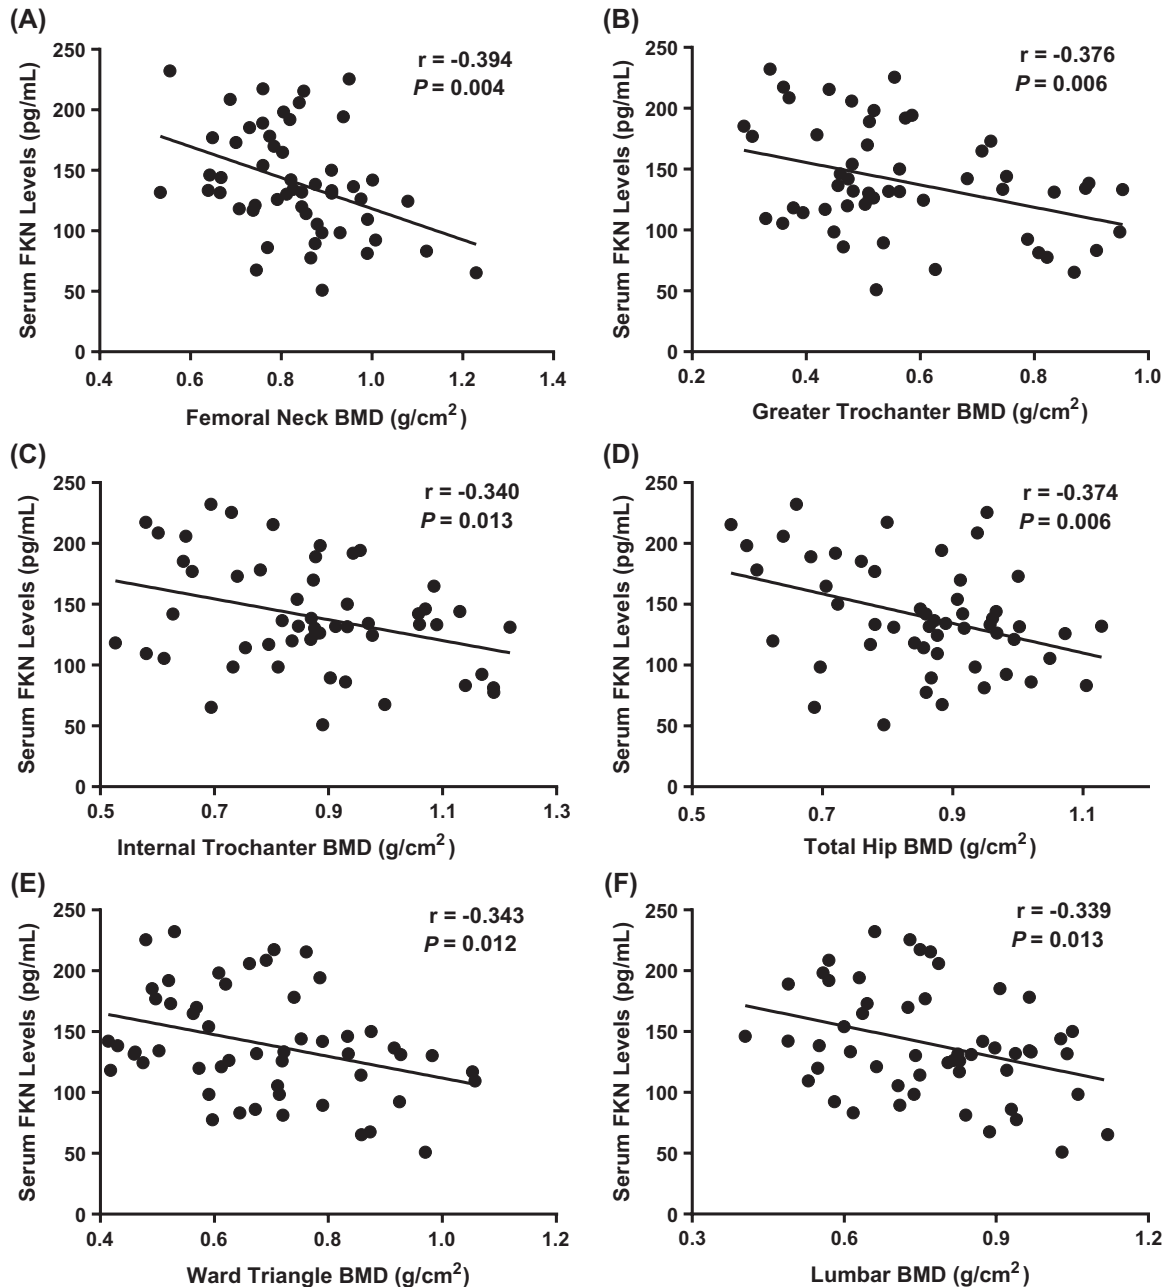 (A)
Serum FKN Levels (pg/mL)
250
200
150
100
50
0
r = -0.394
P = 0.004
0.4 0.6 0.8 1.0 1.2 1.4
Femoral Neck BMD (g/cm²)
(B)
Serum FKN Levels (pg/mL)
250
200
150
100
50
0
r = -0.376
P = 0.006
0.2 0.4 0.6 0.8 1.0
Greater Trochanter BMD (g/cm²)
(C)
Serum FKN Levels (pg/mL)
250
200
150
100
50
0
r = -0.340
P = 0.013
0.5 0.7 0.9 1.1 1.3
Internal Trochanter BMD (g/cm²)
(D)
Serum FKN Levels (pg/mL)
250
200
150
100
50
0
r = -0.374
P = 0.006
0.5 0.7 0.9 1.1
Total Hip BMD (g/cm²)
(E)
Serum FKN Levels (pg/mL)
250
200
150
100
50
0
r = -0.343
P = 0.012
0.4 0.6 0.8 1.0 1.2
Ward Triangle BMD (g/cm²)
(F)
Serum FKN Levels (pg/mL)
250
200
150
100
50
0
r = -0.339
P = 0.013
0.3 0.6 0.9 1.2
Lumbar BMD (g/cm²)